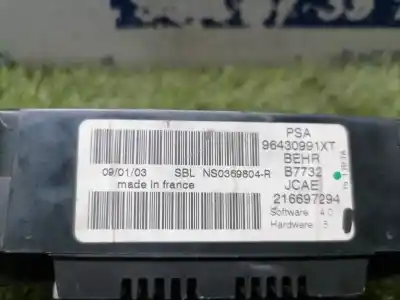 PSA
96430991XT
BEHR
B7732
JCAE
216697294
Software 4.0
Hardware 5
09/01/03 SBL NS0369804-R
made in france